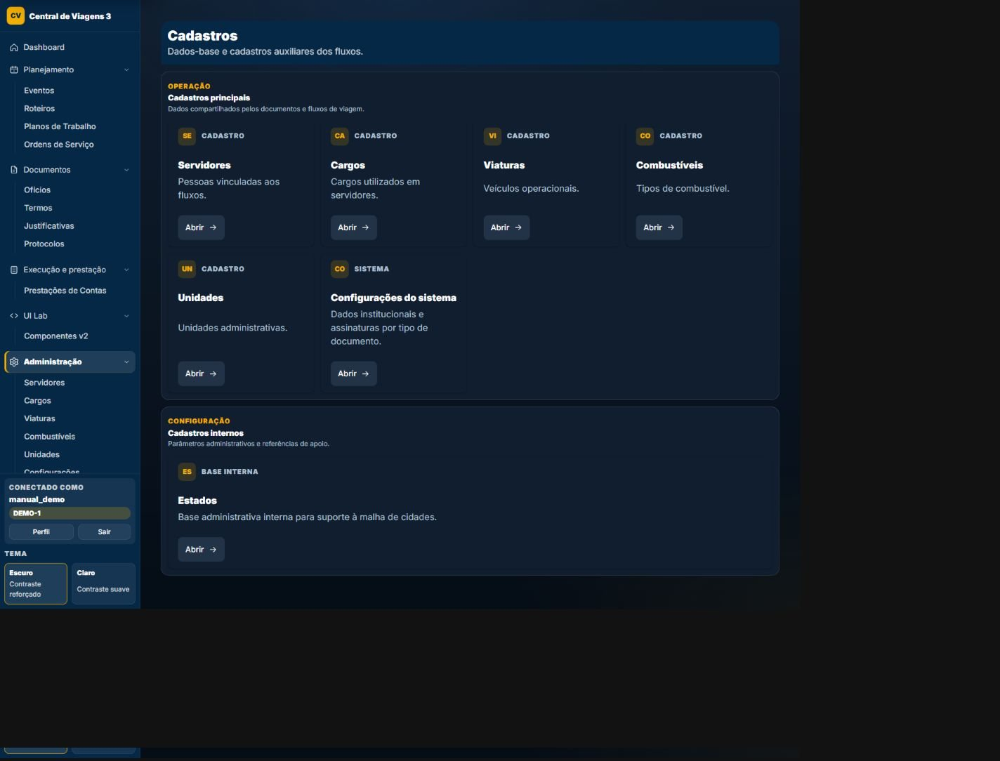 CV Central de Viagens 3
Dashboard
Planejamento
Eventos
Roteiros
Planos de Trabalho
Ordens de Serviço
Documentos
Ofícios
Termos
Justificativas
Protocolos
Execução e prestação
Prestações de Contas
UI Lab
Componentes v2
Administração
Servidores
Cargos
Viaturas
Combustíveis
Unidades
Configurações
CONECTADO COMO
manual_demo
DEMO-1
Perfil
Sair
TEMA
Escuro
Contraste
reforçado
Claro
Contraste suave
Cadastros
Dados-base e cadastros auxiliares dos fluxos.
OPERAÇÃO
Cadastros principais
Dados compartilhados pelos documentos e fluxos de viagem.
SE CADASTRO
Servidores
Pessoas vinculadas aos
fluxos.
Abrir →
CA CADASTRO
Cargos
Cargos utilizados em
servidores.
Abrir →
VI CADASTRO
Viaturas
Veículos operacionais.
Abrir →
CO CADASTRO
Combustíveis
Tipos de combustível.
Abrir →
UN CADASTRO
Unidades
Unidades administrativas.
Abrir →
CO SISTEMA
Configurações do sistema
Dados institucionais e
assinaturas por tipo de
documento.
Abrir →
CONFIGURAÇÃO
Cadastros internos
Parâmetros administrativos e referências de apoio.
ES BASE INTERNA
Estados
Base administrativa interna para suporte à malha de cidades.
Abrir →